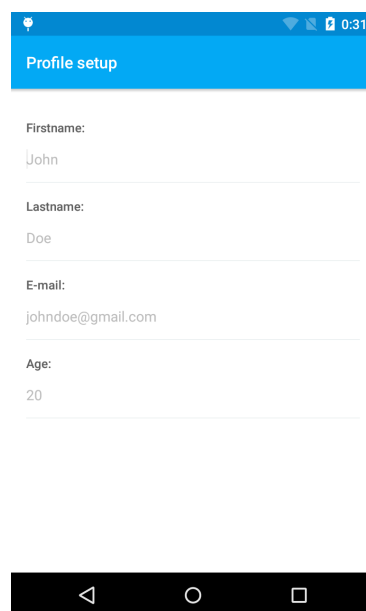 0:31
Profile setup
Firstname:
John
Lastname:
Doe
E-mail:
johndoe@gmail.com
Age:
20